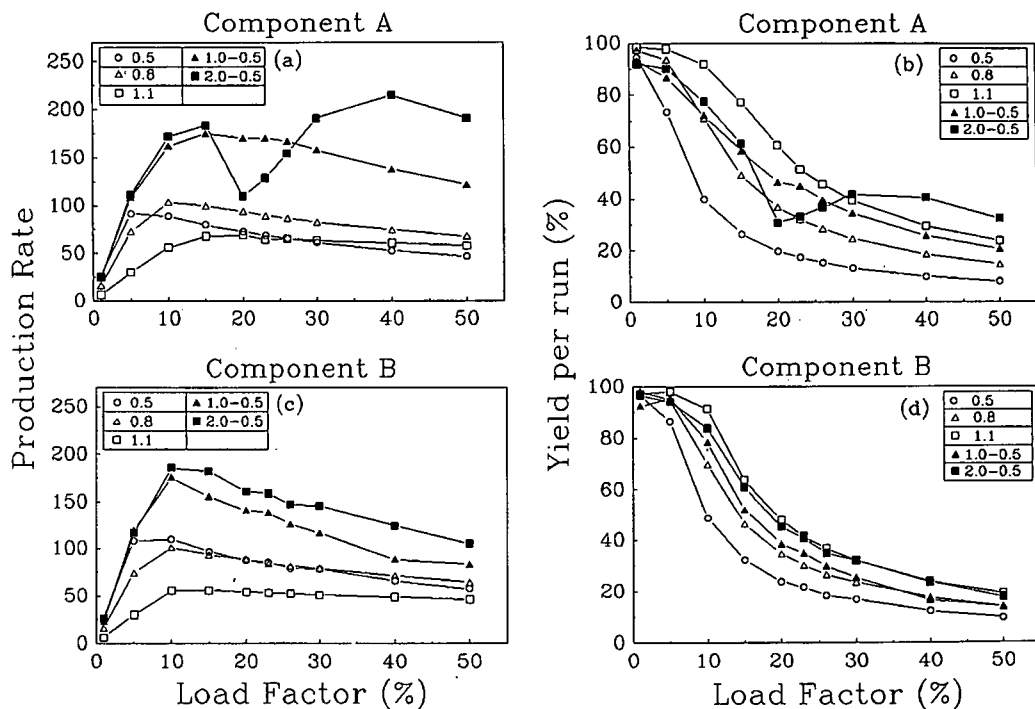 Component A
(a)
0.5 1.0-0.5
0.8 2.0-0.5
1.1
250
200
150
100
50
0
0 10 20 30 40 50
Component A
(b)
0.5
0.8
1.1
1.0-0.5
2.0-0.5
100
80
60
40
20
0
0 10 20 30 40 50
Production Rate
Yield per run (%)
Component B
(c)
0.5 1.0-0.5
0.8 2.0-0.5
1.1
250
200
150
100
50
0
0 10 20 30 40 50
Load Factor (%)
Component B
(d)
0.5
0.8
1.1
1.0-0.5
2.0-0.5
100
80
60
40
20
0
0 10 20 30 40 50
Load Factor (%)